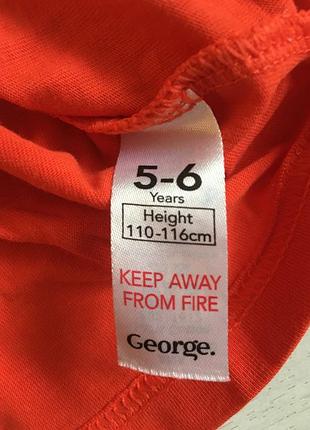 5-6
Years
Height
110-116cm
KEEP AWAY
FROM FIRE
George.